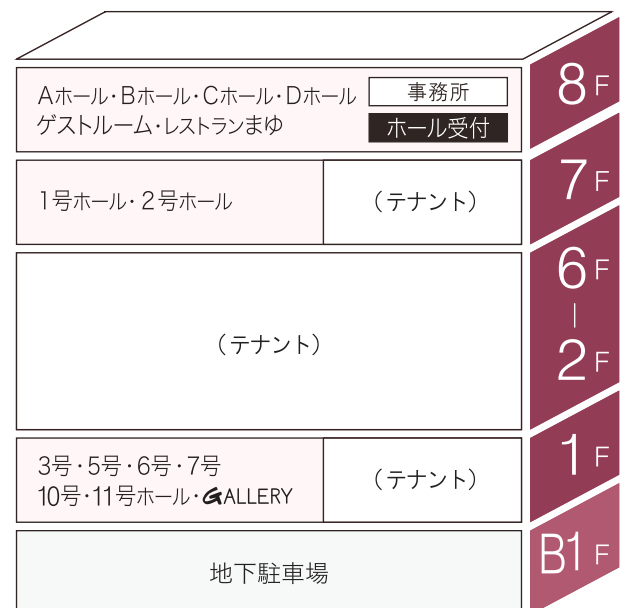 Aホール・Bホール・Cホール・Dホール
ゲストルーム・レストランまゆ
事務所
ホール受付
8F
1号ホール・2号ホール
（テナント）
7F
（テナント）
6F
|
2F
3号・5号・6号・7号
10号・11号ホール・GALLERY
（テナント）
1F
地下駐車場
B1F